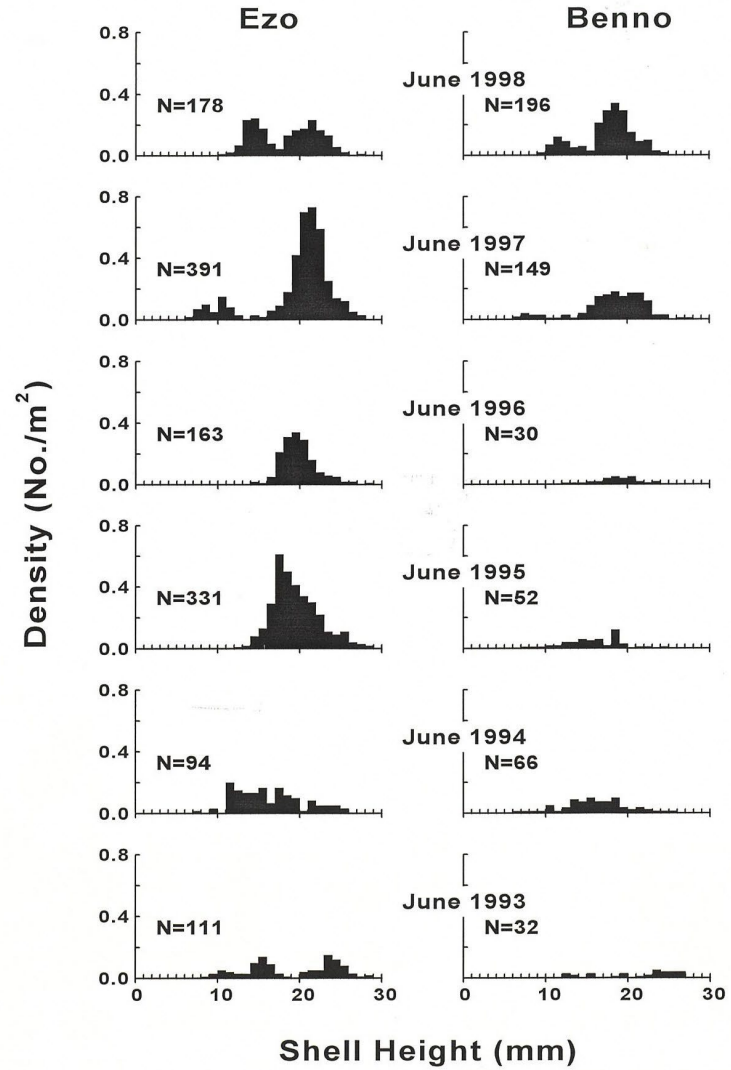 Ezo Benno
0.8
June 1998
0.4 N=178 N=196
0.0
0.8
June 1997
0.4 N=391 N=149
0.0
0.8
June 1996
0.4 N=163 N=30
0.0
0.8
June 1995
0.4 N=331 N=52
0.0
0.8
June 1994
0.4 N=94 N=66
0.0
0.8
June 1993
0.4 N=111 N=32
0.0
0 10 20 30 0 10 20 30
Density (No./m²)
Shell Height (mm)